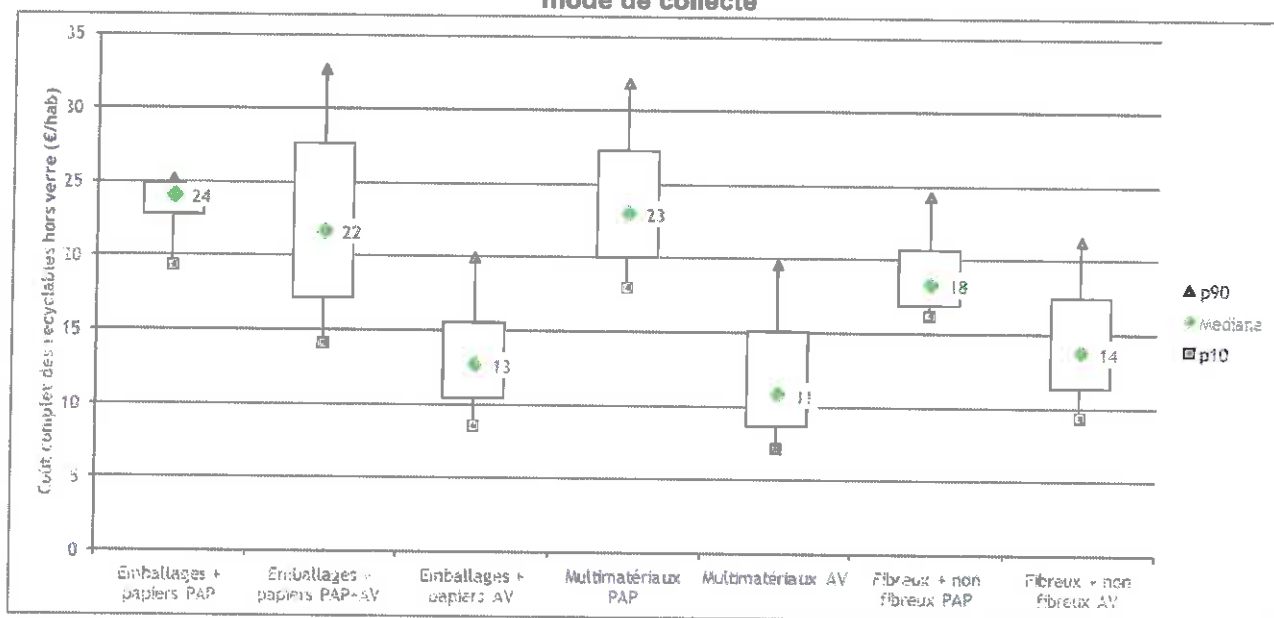 mode de collecte
35
30
25
20
15
10
5
0
Coût complet des recyclables hors verre (€/hab)
24
22
13
23
11
18
14
p90
Médiane
p10
Emballages +
papiers PAP
Emballages +
papiers PAP+AV
Emballages +
papiers AV
Multimatériaux
PAP
Multimatériaux AV
Fibreux + non
fibreux PAP
Fibreux + non
fibreux AV